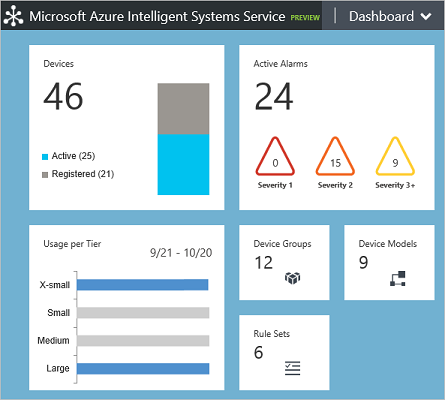 Microsoft Azure Intelligent Systems Service PREVIEW Dashboard
Devices
46
Active (25)
Registered (21)
Active Alarms
24
0 15 9
Severity 1 Severity 2 Severity 3+
Usage per Tier
9/21 - 10/20
X-small
Small
Medium
Large
Device Groups
12
Device Models
9
Rule Sets
6